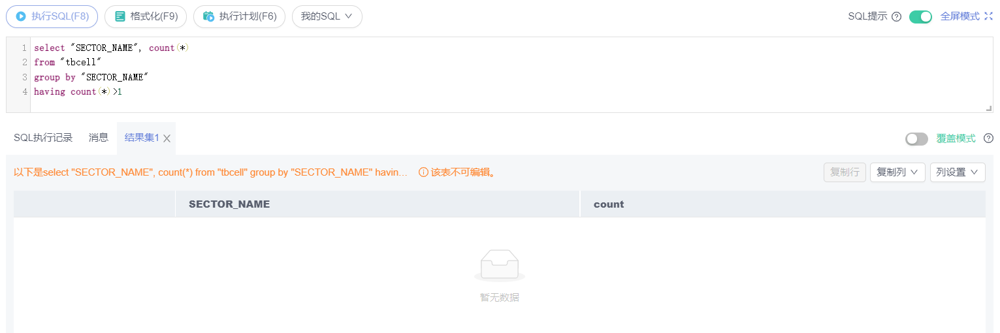 执行SQL(F8) 格式化(F9) 执行计划(F6) 我的SQL SQL提示 全屏模式
1 select "SECTOR_NAME", count(*)
2 from "tbcell"
3 group by "SECTOR_NAME"
4 having count(*)>1
SQL执行记录 消息 结果集1 覆盖模式
以下是select "SECTOR_NAME", count(*) from "tbcell" group by "SECTOR_NAME" havin... 该表不可编辑。 复制行 复制列 列设置
SECTOR_NAME count
暂无数据